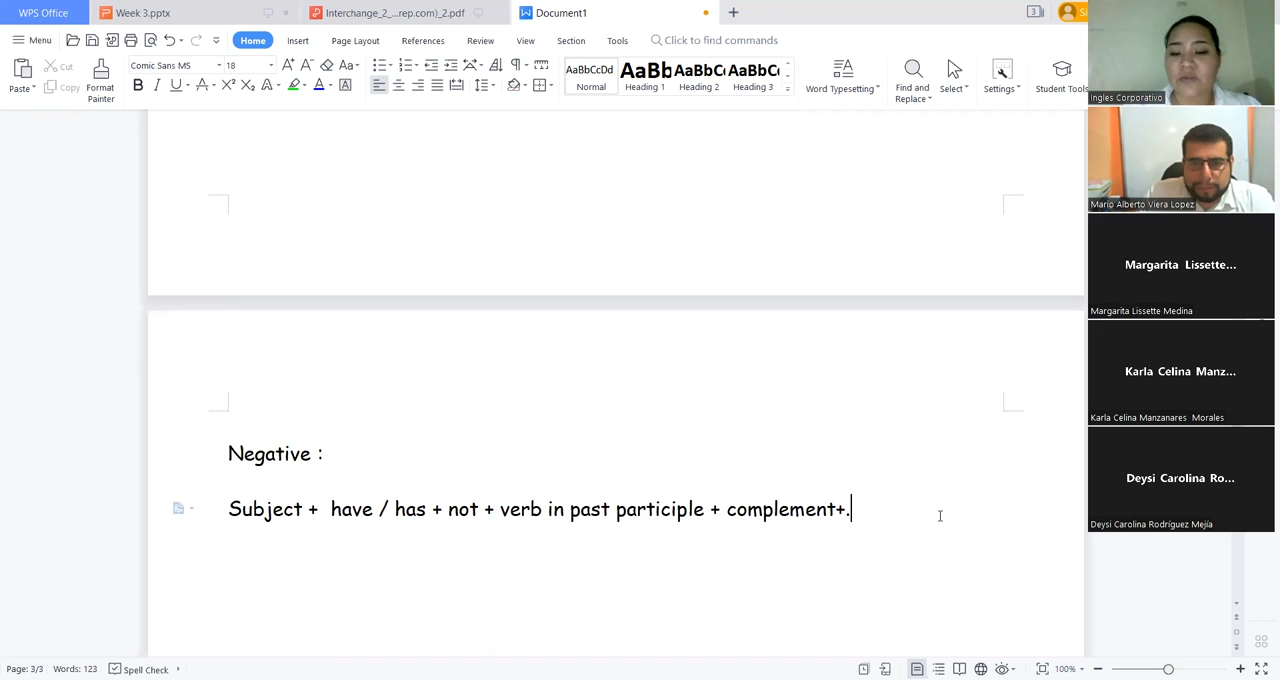 WPS Office
Week 3.pptx
Interchange_2_...rep.com)_2.pdf
Document1
3
Menu
Home
Insert
Page Layout
References
Review
View
Section
Tools
Click to find commands
Paste
Cut
Copy
Format
Painter
Comic Sans MS
18
AaBbCcDd
Normal
Heading 1
Heading 2
Heading 3
Word Typesetting
Find and
Replace
Select
Settings
Student Tools
Ingles Corporativo
Mario Alberto Viera Lopez
Margarita Lissette...
Margarita Lissette Medina
Karla Celina Manz...
Karla Celina Manzanares Morales
Deysi Carolina Ro...
Deysi Carolina Rodríguez Mejía
Negative :
Subject + have / has + not + verb in past participle + complement+.
Page: 3/3
Words: 123
Spell Check
100%